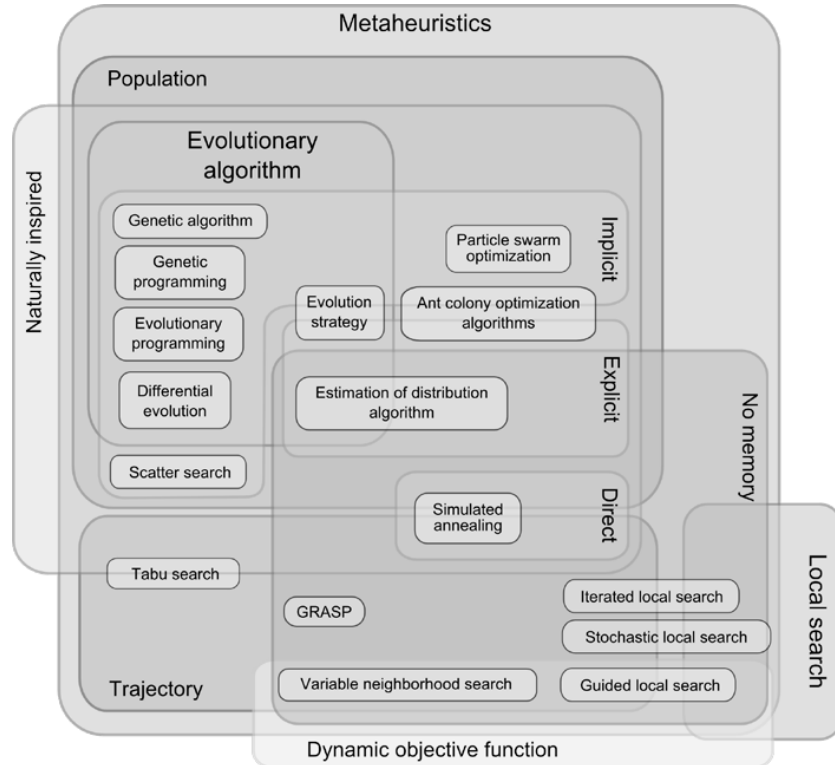 Metaheuristics
Population
Evolutionary
algorithm
Naturally inspired
Genetic algorithm
Implicit
Particle swarm
optimization
Genetic
programming
Evolution
strategy
Ant colony optimization
algorithms
Evolutionary
programming
Explicit
Differential
evolution
Estimation of distribution
algorithm
No memory
Scatter search
Direct
Simulated
annealing
Local search
Tabu search
Iterated local search
GRASP
Stochastic local search
Trajectory
Variable neighborhood search
Guided local search
Dynamic objective function